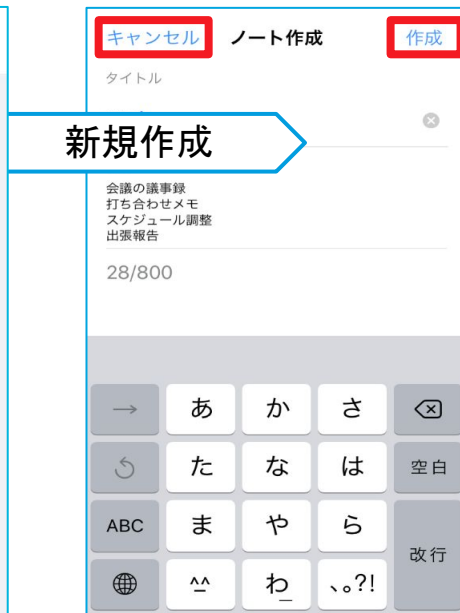 キャンセル ノート作成 作成
タイトル
新規作成
会議の議事録
打ち合わせメモ
スケジュール調整
出張報告
28/800
→ あ か さ
た な は 空白
ABC ま や ら
改行
^^ わ 、。?!